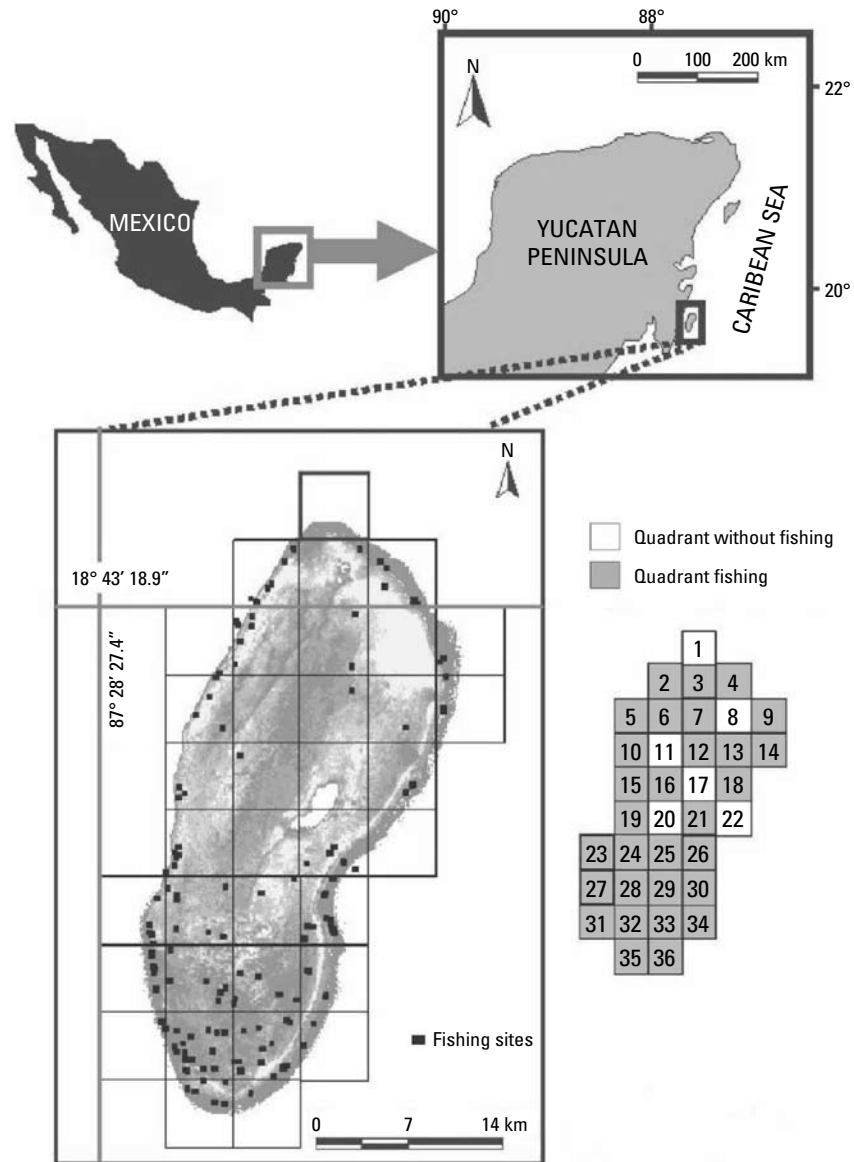 90° 88°
0 100 200 km
N
22°
MEXICO
YUCATAN
PENINSULA
CARIBEAN SEA
20°
N
18° 43' 18.9"
87° 28' 27.4"
Quadrant without fishing
Quadrant fishing
1
2 3 4
5 6 7 8 9
10 11 12 13 14
15 16 17 18
19 20 21 22
23 24 25 26
27 28 29 30
31 32 33 34
35 36
Fishing sites
0 7 14 km